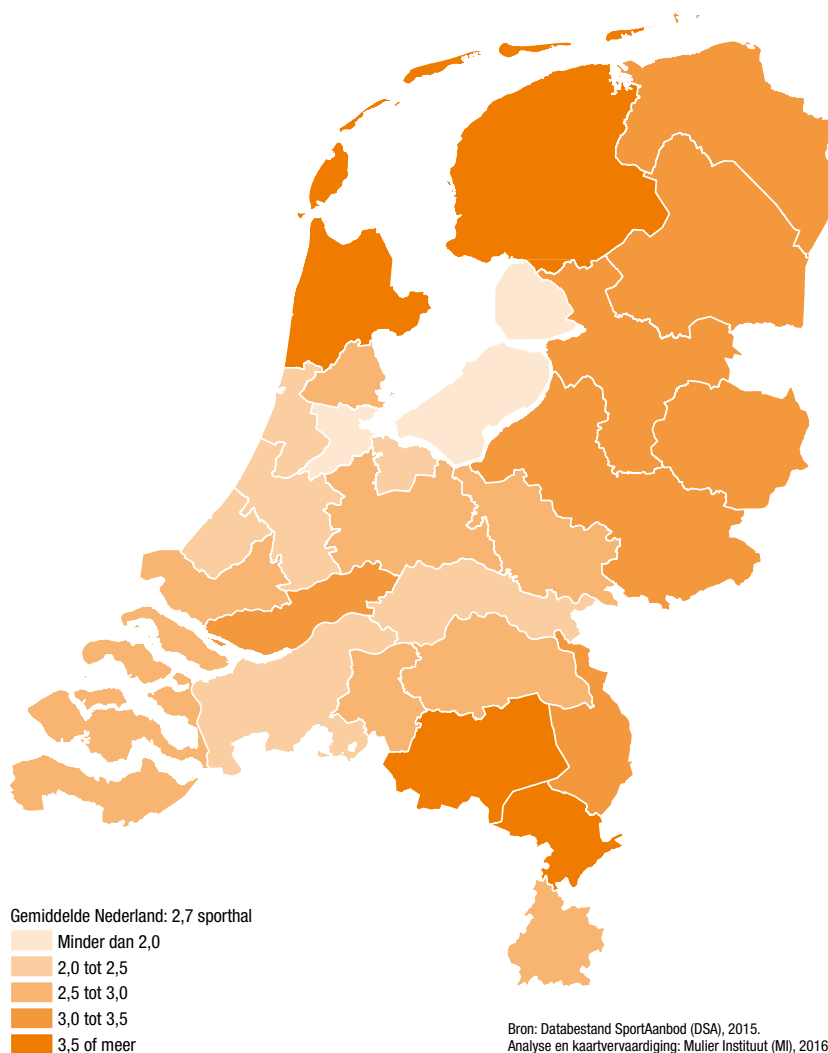 Gemiddelde Nederland: 2,7 sporthal
Minder dan 2,0
2,0 tot 2,5
2,5 tot 3,0
3,0 tot 3,5
3,5 of meer
Bron: Databestand SportAanbod (DSA), 2015.
Analyse en kaartvervaardiging: Mulier Instituut (MI), 2016